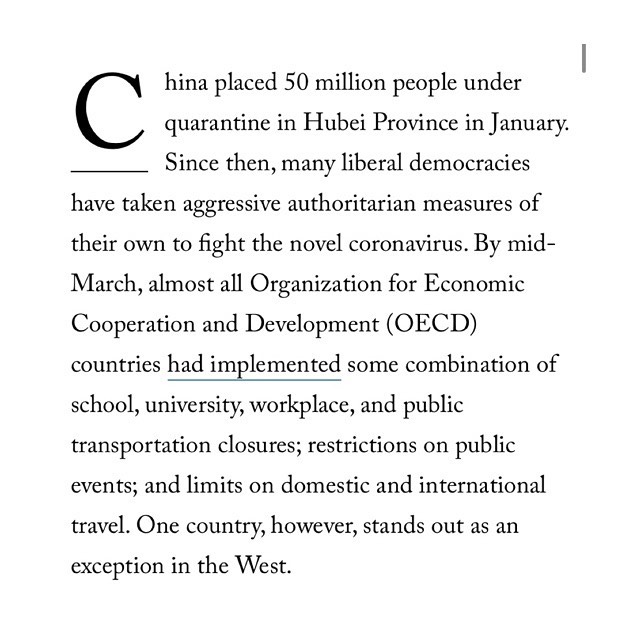 China placed 50 million people under
quarantine in Hubei Province in January.
Since then, many liberal democracies
have taken aggressive authoritarian measures of
their own to fight the novel coronavirus. By mid-
March, almost all Organization for Economic
Cooperation and Development (OECD)
countries had implemented some combination of
school, university, workplace, and public
transportation closures; restrictions on public
events; and limits on domestic and international
travel. One country, however, stands out as an
exception in the West.